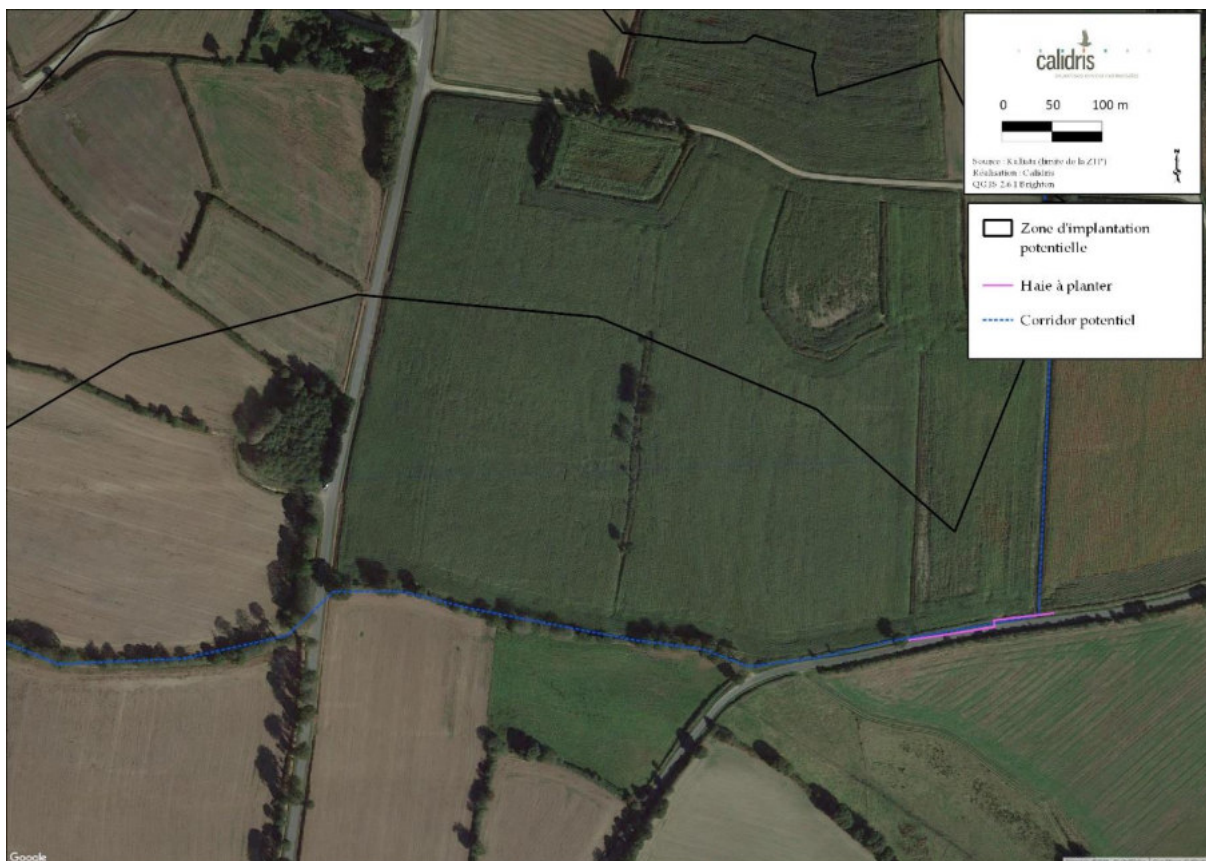 calidris
0 50 100 m
Source : Kallista (limite de la ZIP)
Réalisation : Calidris
QGIS 2.6.1 Brighton
N
Zone d'implantation
potentielle
Haie à planter
Corridor potentiel
Google